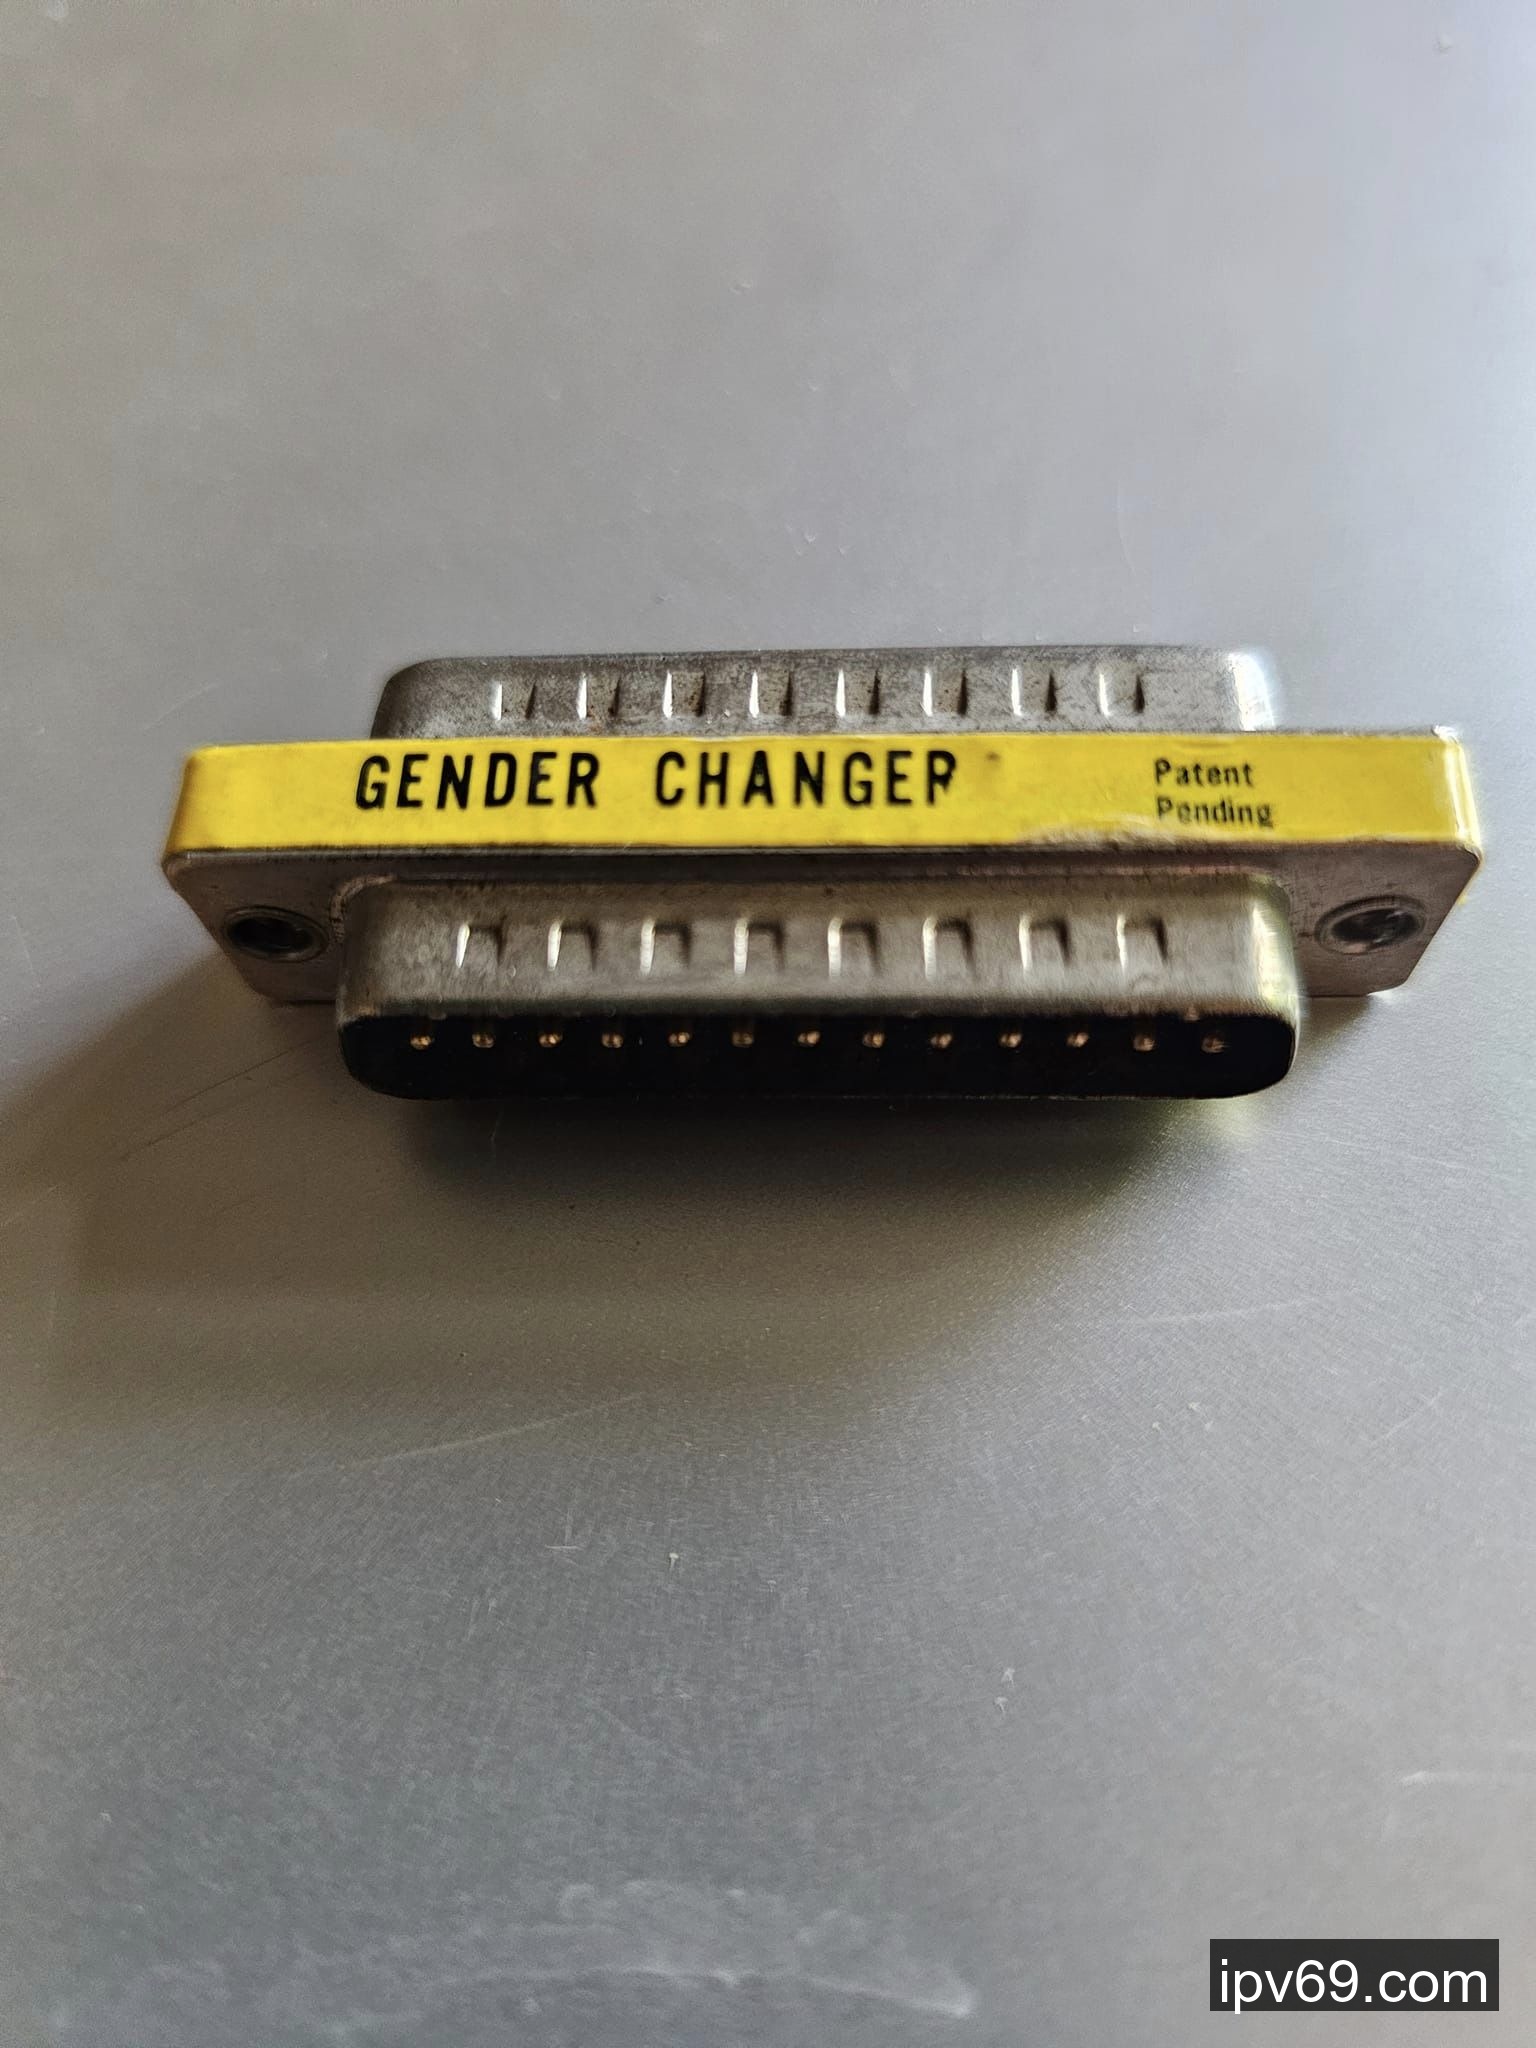 GENDER CHANGER
Patent
Pending
ipv69.com